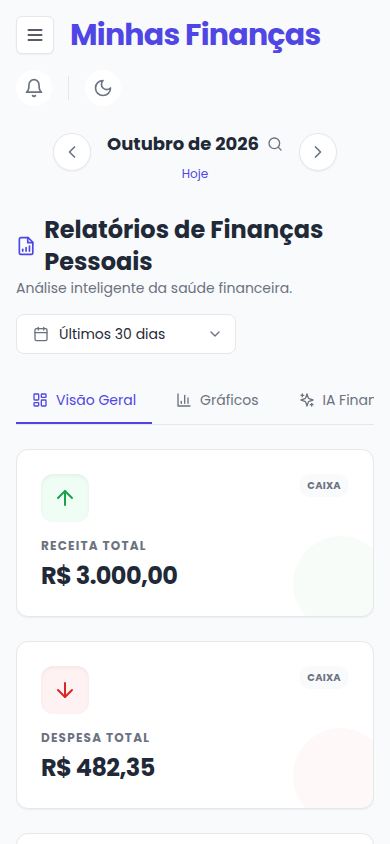 Minhas Finanças
Outubro de 2026
Hoje
Relatórios de Finanças
Pessoais
Análise inteligente da saúde financeira.
Últimos 30 dias
Visão Geral
Gráficos
IA Finan
CAIXA
RECEITA TOTAL
R$ 3.000,00
CAIXA
DESPESA TOTAL
R$ 482,35